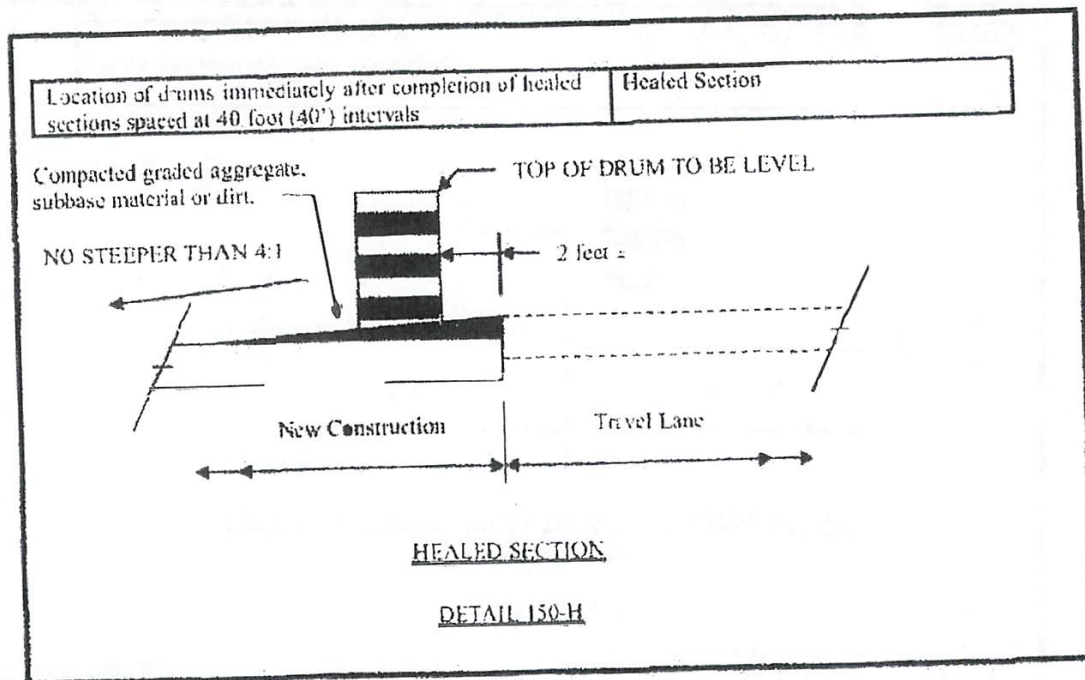 Location of drums immediately after completion of healed
sections spaced at 40 foot (40') intervals
Healed Section
Compacted graded aggregate,
subbase material or dirt.
TOP OF DRUM TO BE LEVEL
NO STEEPER THAN 4:1
2 feet ±
New Construction
Travel Lane
HEALED SECTION
DETAIL 150-H